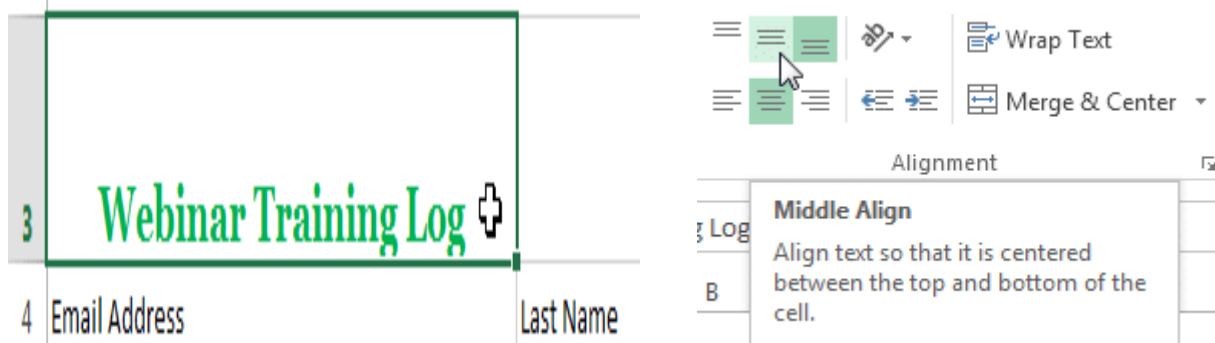 3
Webinar Training Log
4 Email Address Last Name
ab
Wrap Text
Merge & Center
Alignment
Log
B
Middle Align
Align text so that it is centered
between the top and bottom of the
cell.